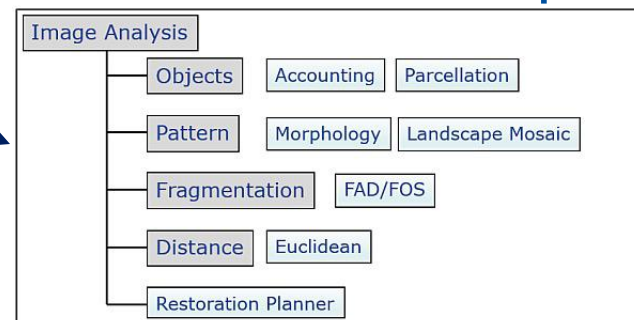 Image Analysis
Objects Accounting Parcellation
Pattern Morphology Landscape Mosaic
Fragmentation FAD/FOS
Distance Euclidean
Restoration Planner